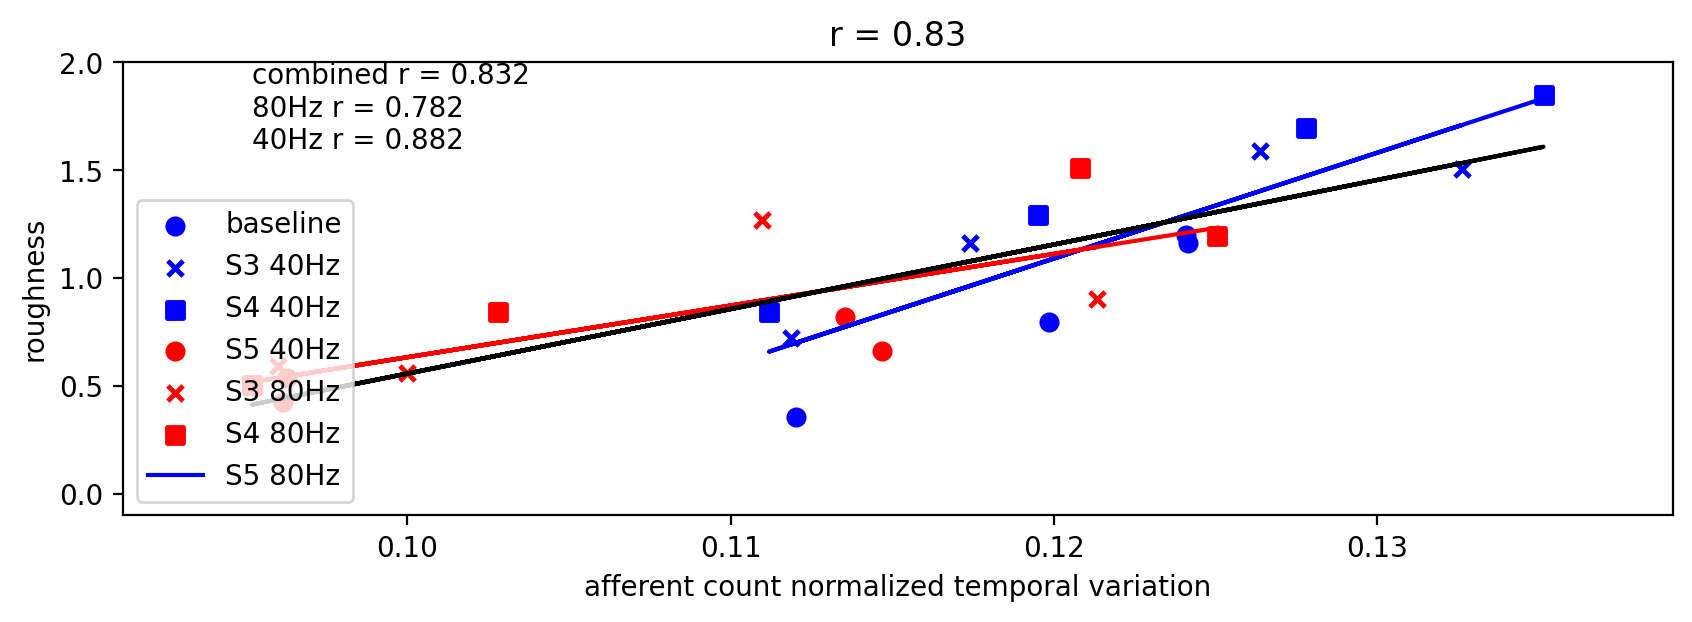 r = 0.83
combined r = 0.832
80Hz r = 0.782
40Hz r = 0.882
2.0
1.5
1.0
0.5
0.0
roughness
baseline
S3 40Hz
S4 40Hz
S5 40Hz
S3 80Hz
S4 80Hz
S5 80Hz
0.10 0.11 0.12 0.13
afferent count normalized temporal variation